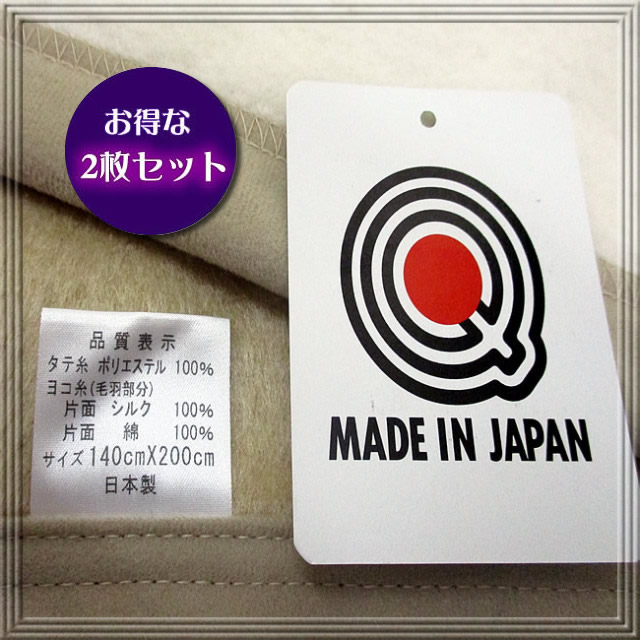 お得な
2枚セット
品質表示
タテ糸 ポリエステル 100%
ヨコ糸(毛羽部分)
片面 シルク 100%
片面 綿 100%
サイズ 140cmX200cm
日本製
Q
MADE IN JAPAN